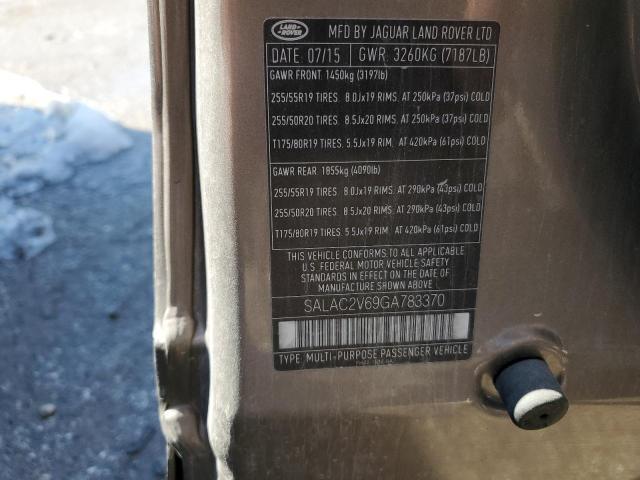 LAND ROVER
MFD BY JAGUAR LAND ROVER LTD
DATE 07/15 GWR: 3260KG (7187LB)
GAWR FRONT: 1450kg (3197lb)
255/55R19 TIRES. 8.0Jx19 RIMS. AT 250kPa (37psi) COLD
255/50R20 TIRES. 8.5Jx20 RIMS. AT 250kPa (37psi) COLD
T175/80R19 TIRES. 5.5Jx19 RIM. AT 420kPa (61psi) COLD
GAWR REAR: 1855kg (4090lb)
255/55R19 TIRES. 8.0Jx19 RIMS. AT 290kPa (43psi) COLD
255/50R20 TIRES. 8.5Jx20 RIMS. AT 290kPa (43psi) COLD
T175/80R19 TIRES. 5.5Jx19 RIM. AT 420kPa (61psi) COLD
THIS VEHICLE CONFORMS TO ALL APPLICABLE
U.S. FEDERAL MOTOR VEHICLE SAFETY
STANDARDS IN EFFECT ON THE DATE OF
MANUFACTURE SHOWN ABOVE.
SALAC2V69GA783370
TYPE: MULTI-PURPOSE PASSENGER VEHICLE